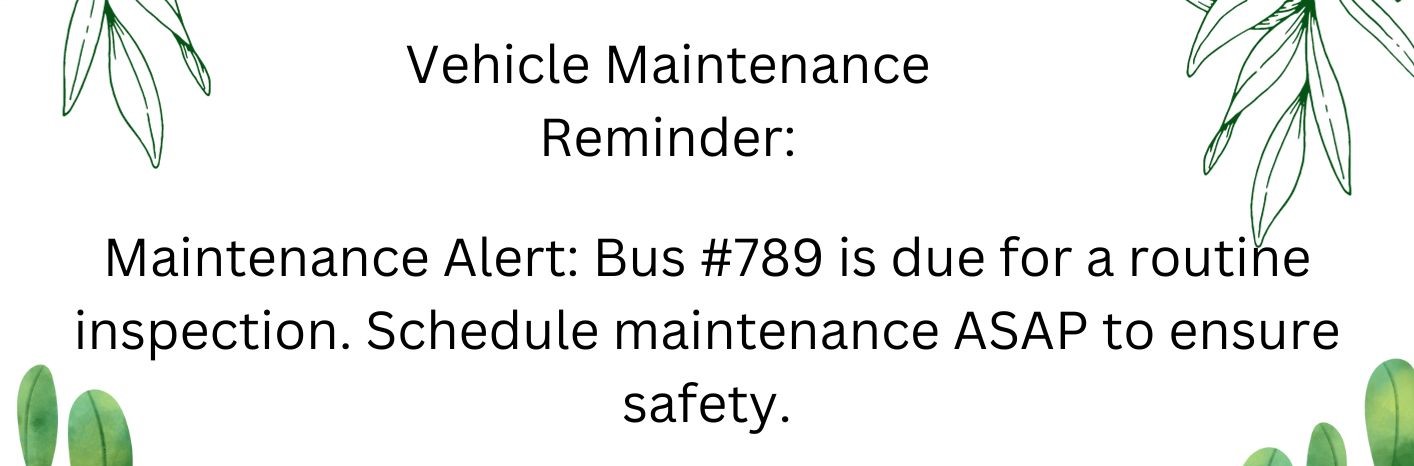 Vehicle Maintenance
Reminder:
Maintenance Alert: Bus #789 is due for a routine
inspection. Schedule maintenance ASAP to ensure
safety.